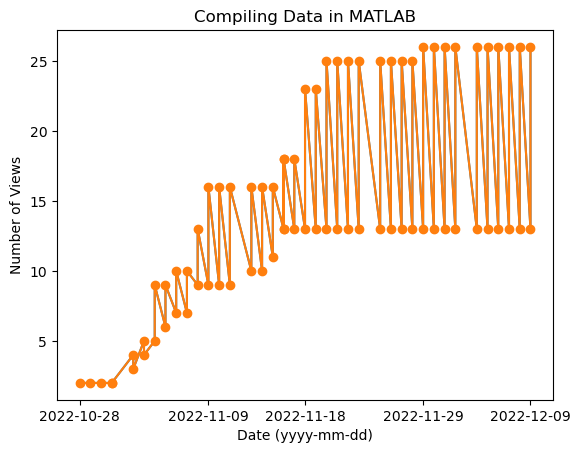 Compiling Data in MATLAB
Number of Views
25
20
15
10
5
2022-10-28 2022-11-09 2022-11-18 2022-11-29 2022-12-09
Date (yyyy-mm-dd)